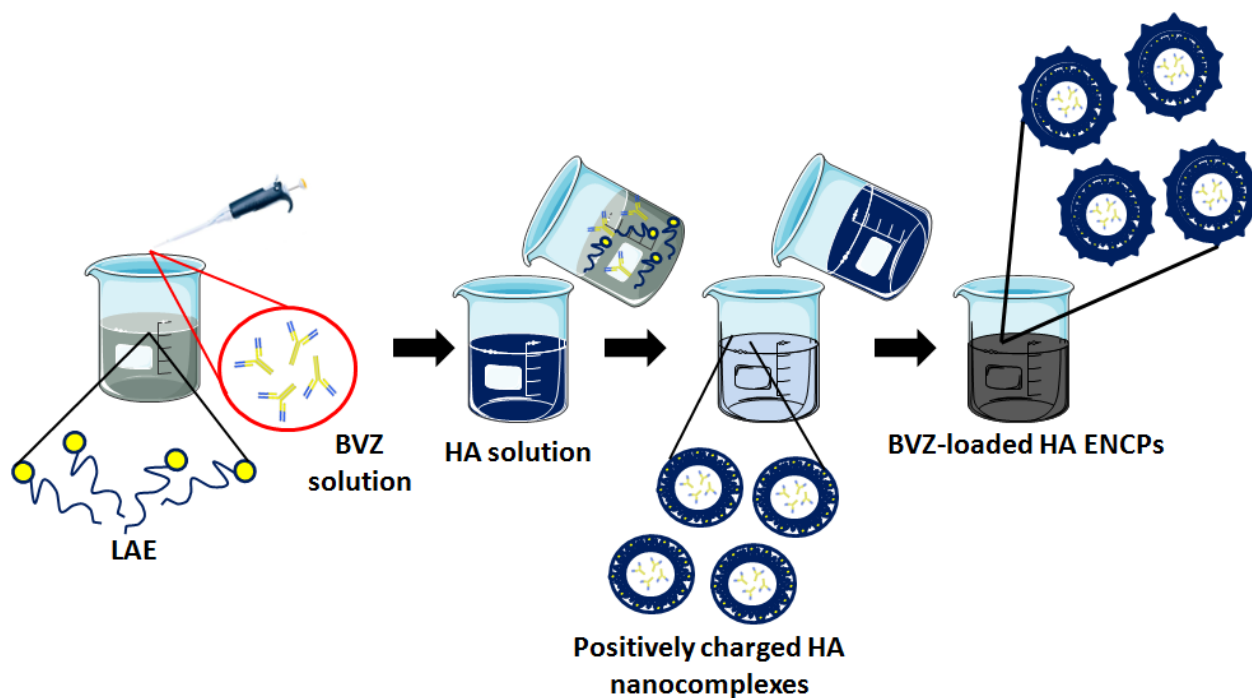 BVZ
solution
LAE
HA solution
Positively charged HA
nanocomplexes
BVZ-loaded HA ENCPs